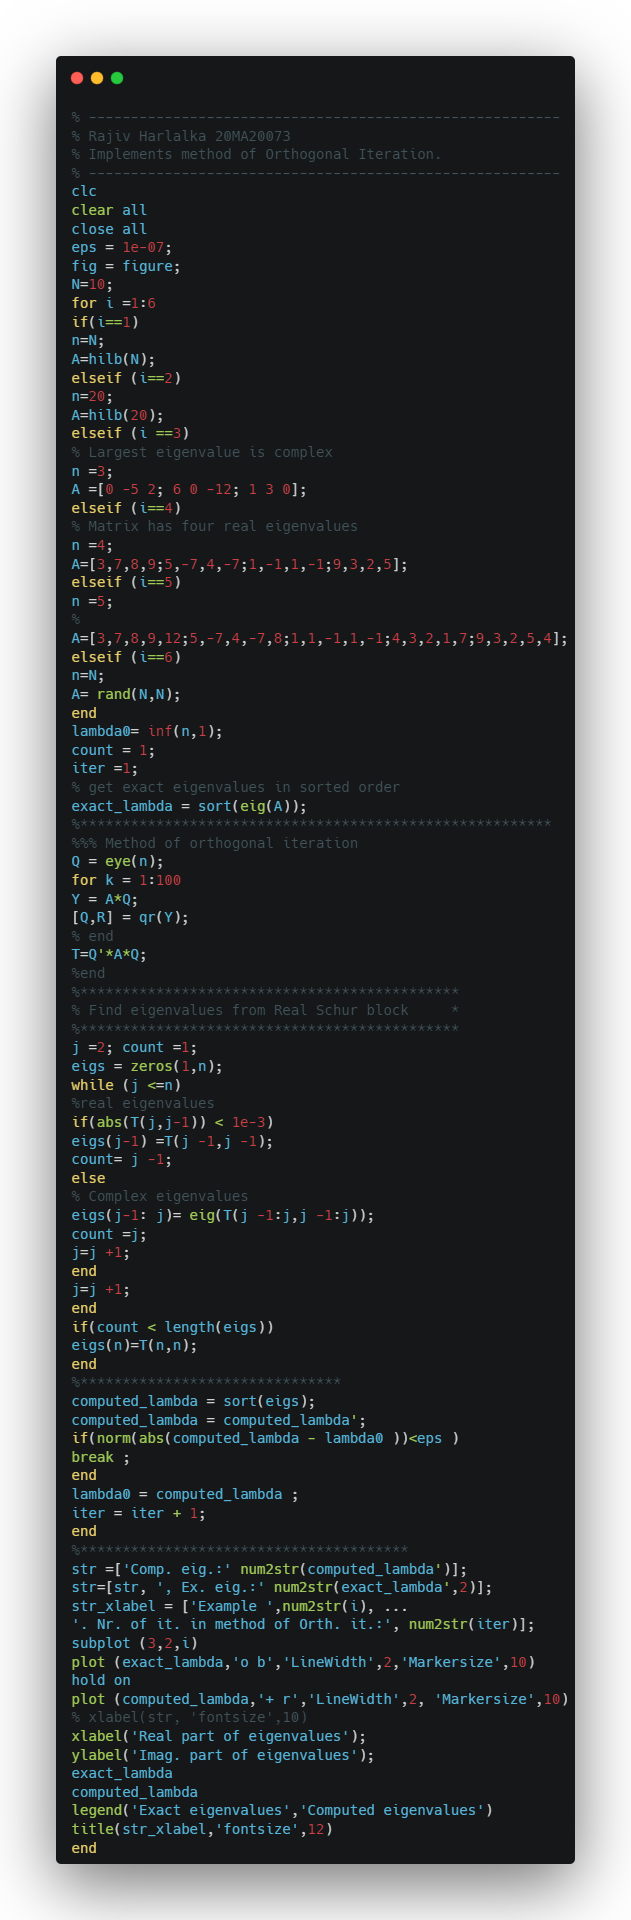 % --------------------------------------------------------
% Rajiv Harlalka 20MA20073
% Implements method of Orthogonal Iteration.
% --------------------------------------------------------
clc
clear all
close all
eps = 1e-07;
fig = figure;
N=10;
for i =1:6
if(i==1)
n=N;
A=hilb(N);
elseif (i==2)
n=20;
A=hilb(20);
elseif (i ==3)
% Largest eigenvalue is complex
n =3;
A =[0 -5 2; 6 0 -12; 1 3 0];
elseif (i==4)
% Matrix has four real eigenvalues
n =4;
A=[3,7,8,9;5,-7,4,-7;1,-1,1,-1;9,3,2,5];
elseif (i==5)
n =5;
%
A=[3,7,8,9,12;5,-7,4,-7,8;1,1,-1,1,-1;4,3,2,1,7;9,3,2,5,4];
elseif (i==6)
n=N;
A= rand(N,N);
end
lambda0= inf(n,1);
count = 1;
iter =1;
% get exact eigenvalues in sorted order
exact_lambda = sort(eig(A));
%********************************************************
%%% Method of orthogonal iteration
Q = eye(n);
for k = 1:100
Y = A*Q;
[Q,R] = qr(Y);
% end
T=Q'*A*Q;
%end
%*********************************************
% Find eigenvalues from Real Schur block     *
%*********************************************
j =2; count =1;
eigs = zeros(1,n);
while (j <=n)
%real eigenvalues
if(abs(T(j,j-1)) < 1e-3)
eigs(j-1) =T(j -1,j -1);
count= j -1;
else
% Complex eigenvalues
eigs(j-1: j)= eig(T(j -1:j,j -1:j));
count =j;
j=j +1;
end
j=j +1;
end
if(count < length(eigs))
eigs(n)=T(n,n);
end
%*******************************
computed_lambda = sort(eigs);
computed_lambda = computed_lambda';
if(norm(abs(computed_lambda - lambda0 ))<eps )
break ;
end
lambda0 = computed_lambda ;
iter = iter + 1;
end
%***************************************
str =['Comp. eig.:' num2str(computed_lambda')];
str=[str, ', Ex. eig.:' num2str(exact_lambda',2)];
str_xlabel = ['Example ',num2str(i), ...
'. Nr. of it. in method of Orth. it.:', num2str(iter)];
subplot (3,2,i)
plot (exact_lambda,'o b','LineWidth',2,'Markersize',10)
hold on
plot (computed_lambda,'+ r','LineWidth',2, 'Markersize',10)
% xlabel(str, 'fontsize',10)
xlabel('Real part of eigenvalues');
ylabel('Imag. part of eigenvalues');
exact_lambda
computed_lambda
legend('Exact eigenvalues','Computed eigenvalues')
title(str_xlabel,'fontsize',12)
end